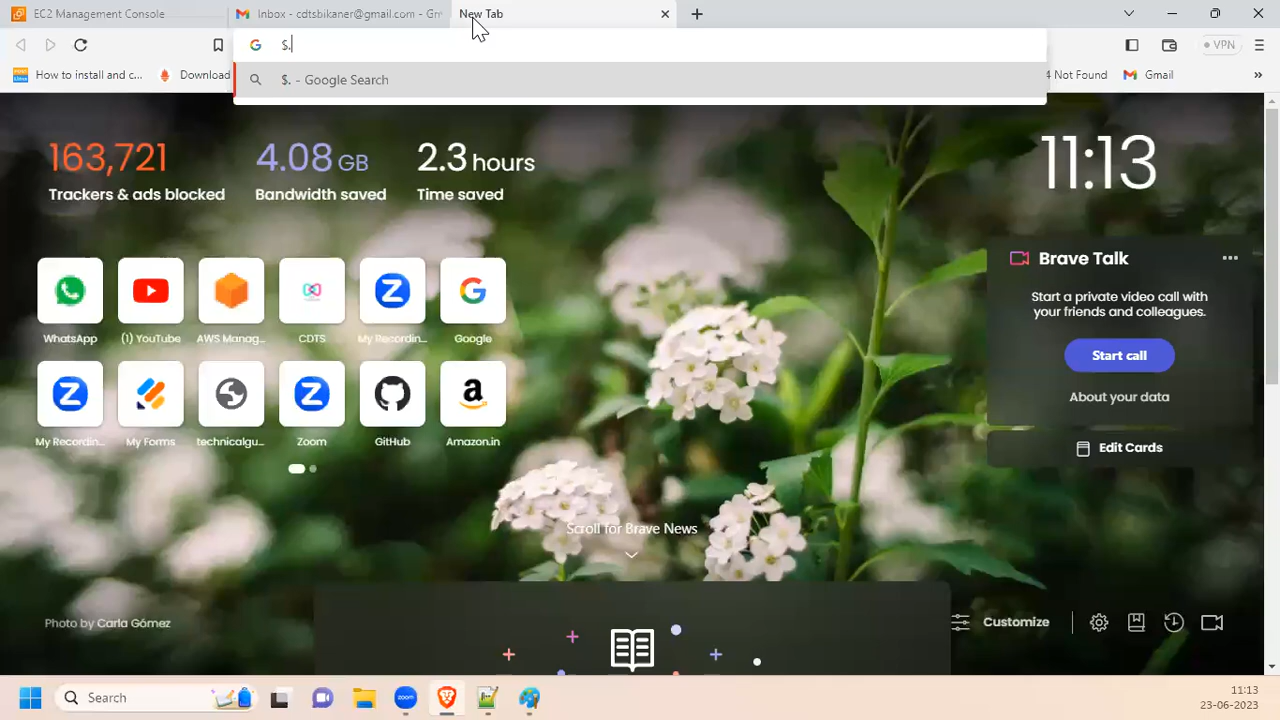 EC2 Management Console
Inbox - cdtsbikaner@gmail.com - Gm
New Tab
$.
VPN
How to install and c...
Download
4 Not Found
Gmail
$. - Google Search
163,721
Trackers & ads blocked
4.08 GB
Bandwidth saved
2.3 hours
Time saved
11:13
WhatsApp
(1) YouTube
AWS Manag...
CDTS
My Recordin...
Google
My Recordin...
My Forms
technicalgu...
Zoom
GitHub
Amazon.in
Brave Talk
Start a private video call with
your friends and colleagues.
Start call
About your data
Edit Cards
Scroll for Brave News
Photo by Carla Gómez
Customize
Search
zoom
11:13
23-06-2023